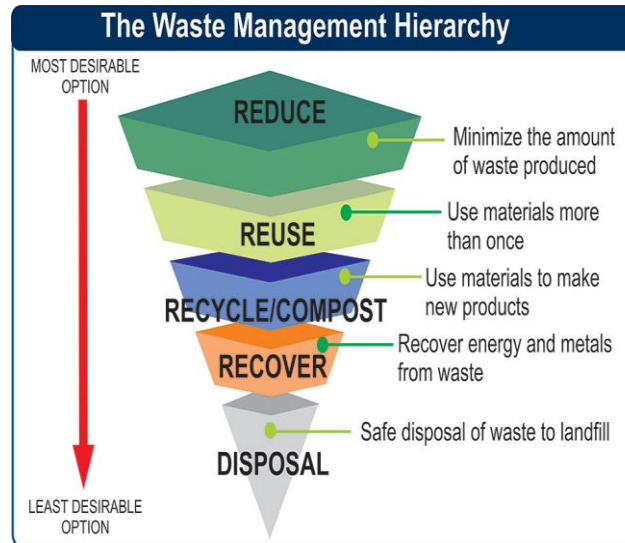 The Waste Management Hierarchy
MOST DESIRABLE
OPTION
REDUCE
Minimize the amount
of waste produced
REUSE
Use materials more
than once
RECYCLE/COMPOST
Use materials to make
new products
RECOVER
Recover energy and metals
from waste
DISPOSAL
Safe disposal of waste to landfill
LEAST DESIRABLE
OPTION